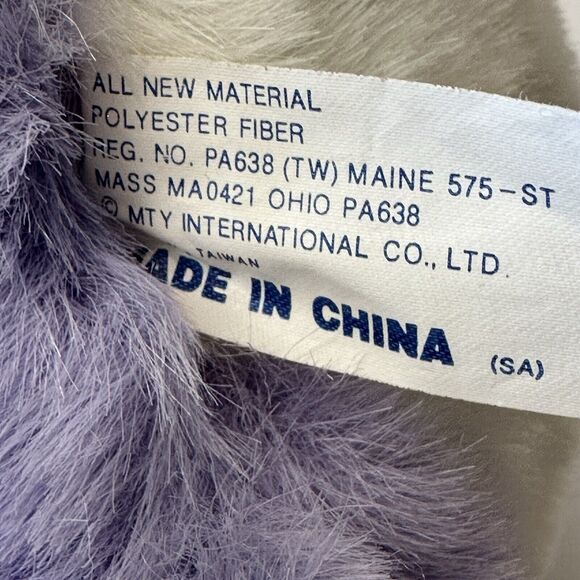 ALL NEW MATERIAL
POLYESTER FIBER
REG. NO. PA638 (TW) MAINE 575-ST
MASS MA0421 OHIO PA638
© MTY INTERNATIONAL CO., LTD.
TAIWAN
MADE IN CHINA (SA)